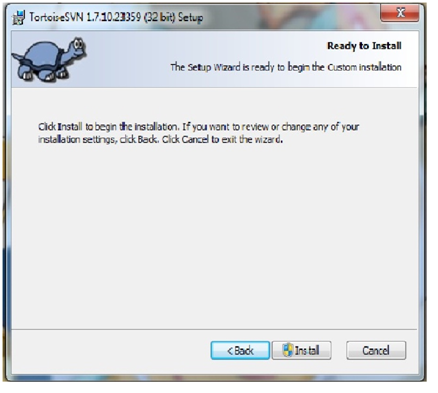 TortoiseSVN 1.7.10.23359 (32 bit) Setup
Ready to Install
The Setup Wizard is ready to begin the Custom installation
Click Install to begin the installation. If you want to review or change any of your
installation settings, click Back. Click Cancel to exit the wizard.
< Back Install Cancel